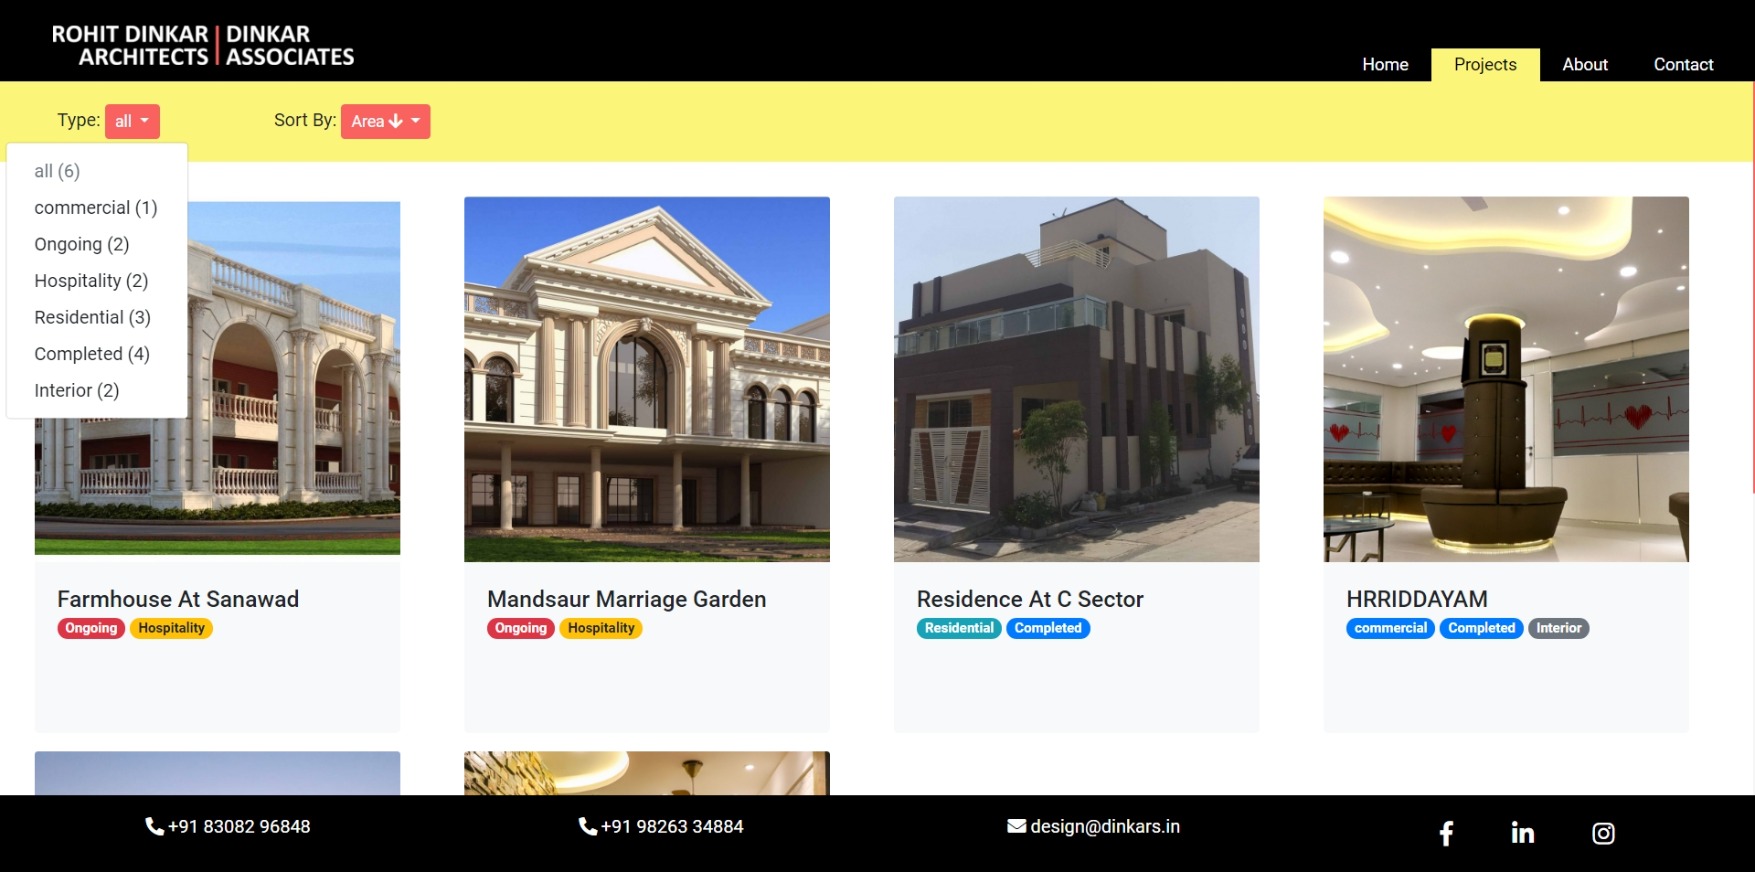 ROHIT DINKAR | DINKAR
ARCHITECTS | ASSOCIATES
Home Projects About Contact
Type: all Sort By: Area
all (6)
commercial (1)
Ongoing (2)
Hospitality (2)
Residential (3)
Completed (4)
Interior (2)
Farmhouse At Sanawad
Ongoing Hospitality
Mandsaur Marriage Garden
Ongoing Hospitality
Residence At C Sector
Residential Completed
HRRIDDAYAM
commercial Completed Interior
+91 83082 96848 +91 98263 34884 design@dinkars.in